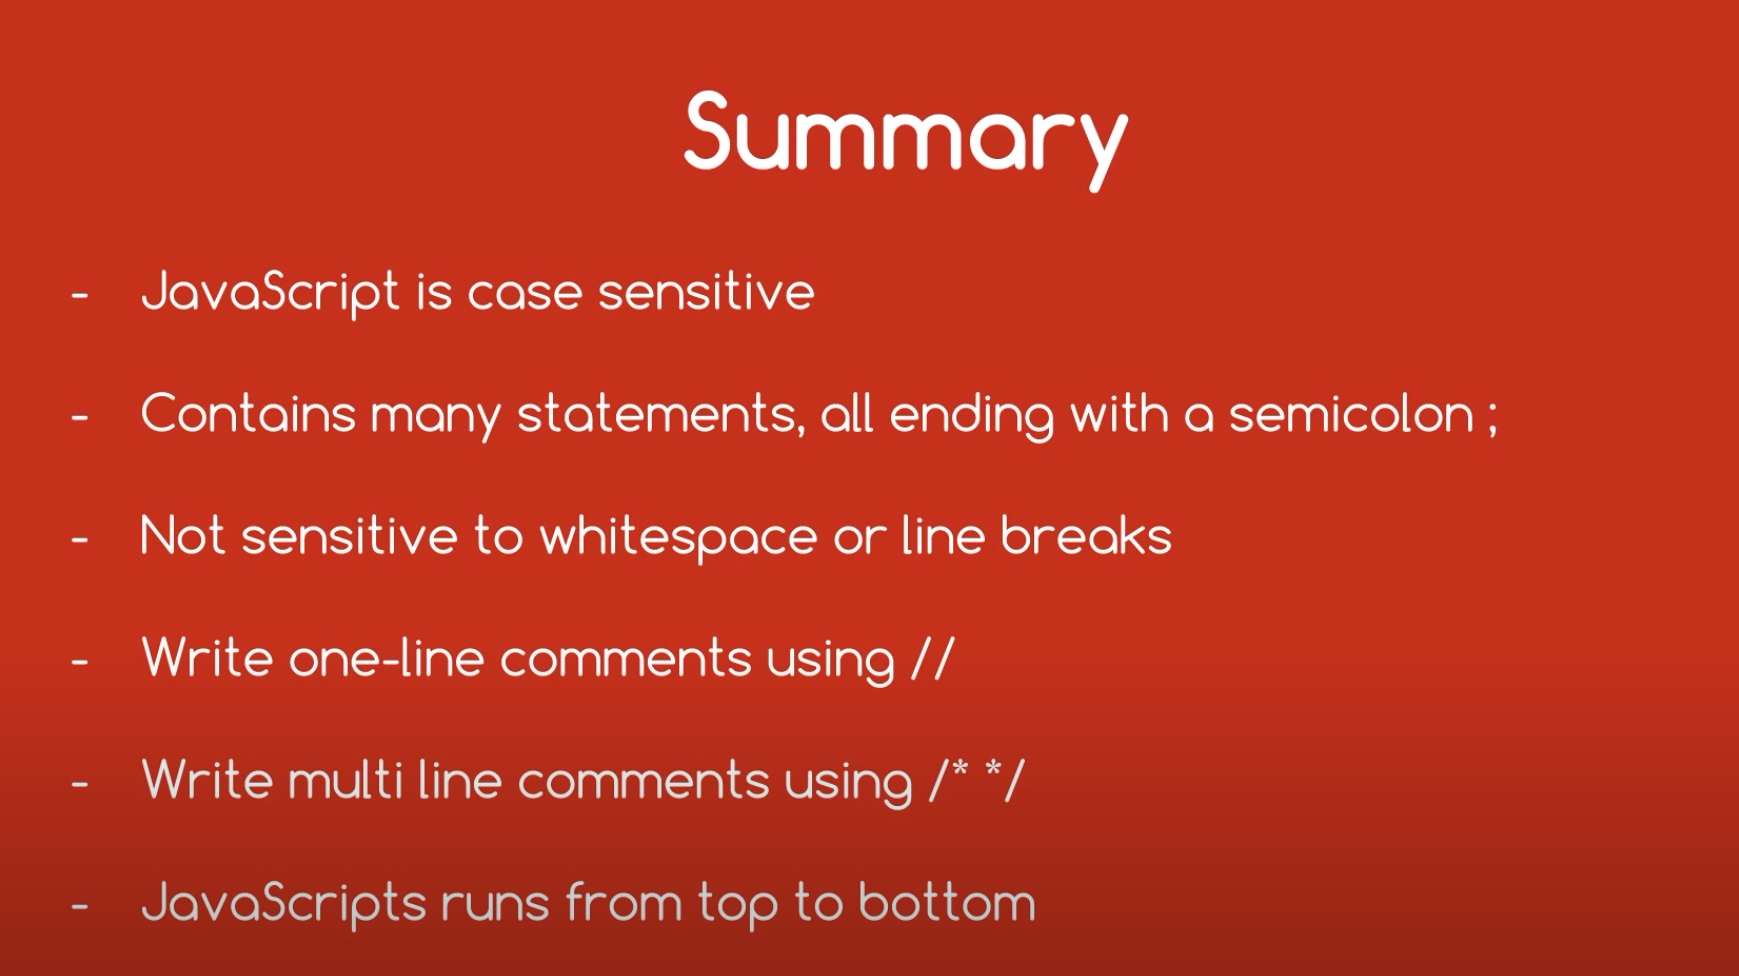 Summary
- JavaScript is case sensitive
- Contains many statements, all ending with a semicolon ;
- Not sensitive to whitespace or line breaks
- Write one-line comments using //
- Write multi line comments using /* */
- JavaScripts runs from top to bottom